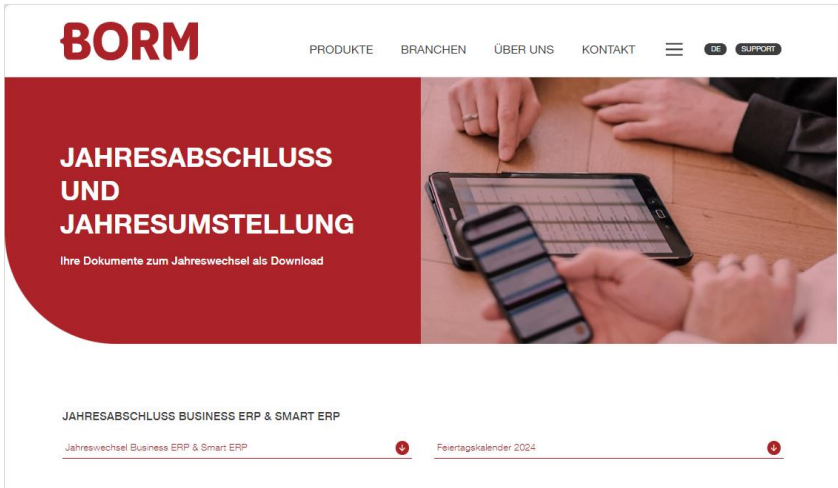 BORM
PRODUKTE BRANCHEN ÜBER UNS KONTAKT DE SUPPORT
JAHRESABSCHLUSS
UND
JAHRESUMSTELLUNG
Ihre Dokumente zum Jahreswechsel als Download
JAHRESABSCHLUSS BUSINESS ERP & SMART ERP
Jahreswechsel Business ERP & Smart ERP
Feiertagskalender 2024